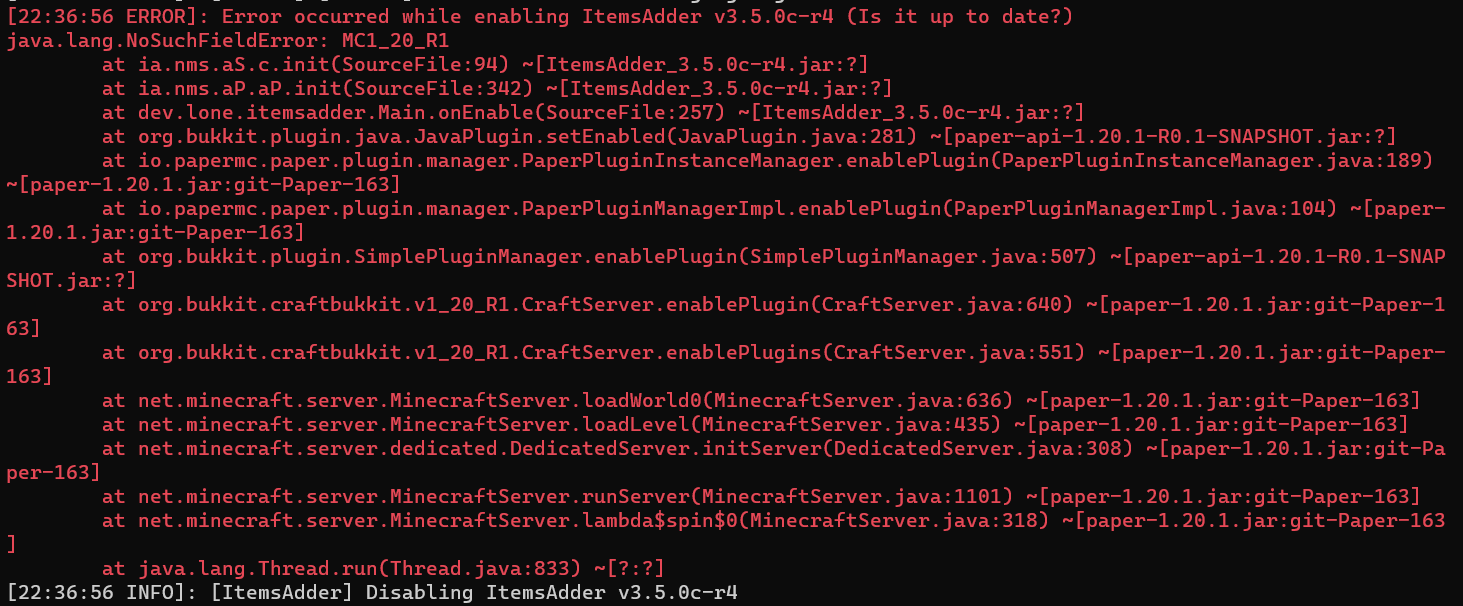 [22:36:56 ERROR]: Error occurred while enabling ItemsAdder v3.5.0c-r4 (Is it up to date?)
java.lang.NoSuchFieldError: MC1_20_R1
        at ia.nms.aS.c.init(SourceFile:94) ~[ItemsAdder_3.5.0c-r4.jar:?]
        at ia.nms.aP.aP.init(SourceFile:342) ~[ItemsAdder_3.5.0c-r4.jar:?]
        at dev.lone.itemsadder.Main.onEnable(SourceFile:257) ~[ItemsAdder_3.5.0c-r4.jar:?]
        at org.bukkit.plugin.java.JavaPlugin.setEnabled(JavaPlugin.java:281) ~[paper-api-1.20.1-R0.1-SNAPSHOT.jar:?]
        at io.papermc.paper.plugin.manager.PaperPluginInstanceManager.enablePlugin(PaperPluginInstanceManager.java:189)
~[paper-1.20.1.jar:git-Paper-163]
        at io.papermc.paper.plugin.manager.PaperPluginManagerImpl.enablePlugin(PaperPluginManagerImpl.java:104) ~[paper-
1.20.1.jar:git-Paper-163]
        at org.bukkit.plugin.SimplePluginManager.enablePlugin(SimplePluginManager.java:507) ~[paper-api-1.20.1-R0.1-SNAP
SHOT.jar:?]
        at org.bukkit.craftbukkit.v1_20_R1.CraftServer.enablePlugin(CraftServer.java:640) ~[paper-1.20.1.jar:git-Paper-1
63]
        at org.bukkit.craftbukkit.v1_20_R1.CraftServer.enablePlugins(CraftServer.java:551) ~[paper-1.20.1.jar:git-Paper-
163]
        at net.minecraft.server.MinecraftServer.loadWorld0(MinecraftServer.java:636) ~[paper-1.20.1.jar:git-Paper-163]
        at net.minecraft.server.MinecraftServer.loadLevel(MinecraftServer.java:435) ~[paper-1.20.1.jar:git-Paper-163]
        at net.minecraft.server.dedicated.DedicatedServer.initServer(DedicatedServer.java:308) ~[paper-1.20.1.jar:git-Pa
per-163]
        at net.minecraft.server.MinecraftServer.runServer(MinecraftServer.java:1101) ~[paper-1.20.1.jar:git-Paper-163]
        at net.minecraft.server.MinecraftServer.lambda$spin$0(MinecraftServer.java:318) ~[paper-1.20.1.jar:git-Paper-163
]
        at java.lang.Thread.run(Thread.java:833) ~[?:?]
[22:36:56 INFO]: [ItemsAdder] Disabling ItemsAdder v3.5.0c-r4